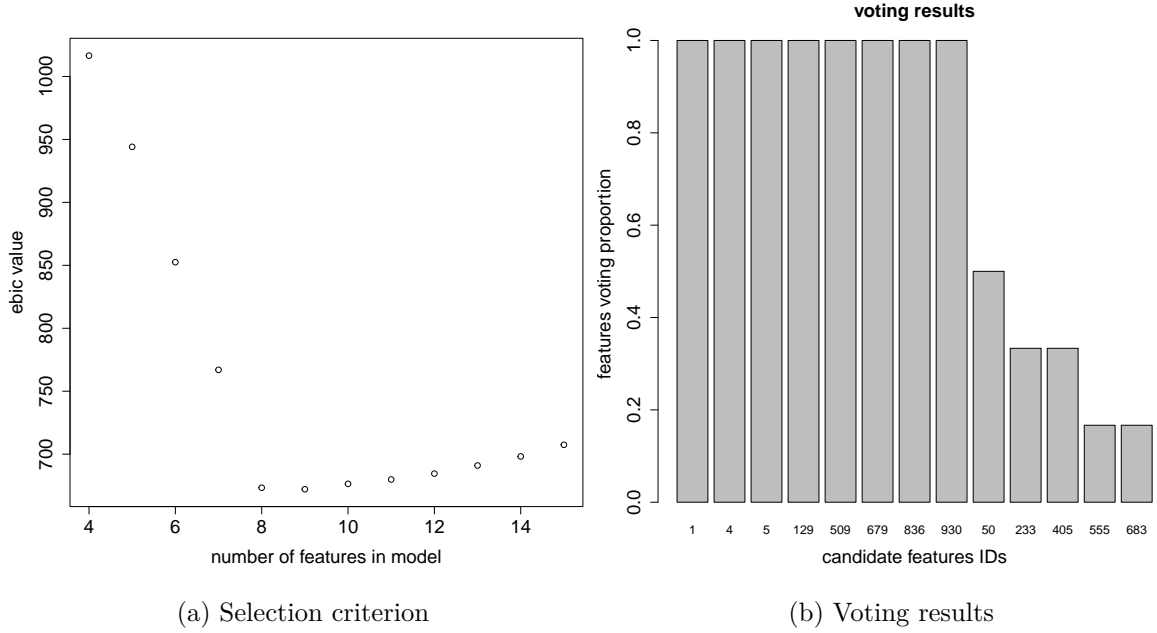 1000
950
900
850
800
750
700
ebic value
4 6 8 10 12 14
number of features in model
(a) Selection criterion
voting results
1.0
0.8
0.6
0.4
0.2
0.0
features voting proportion
1 4 5 129 509 679 836 930 50 233 405 555 683
candidate features IDs
(b) Voting results